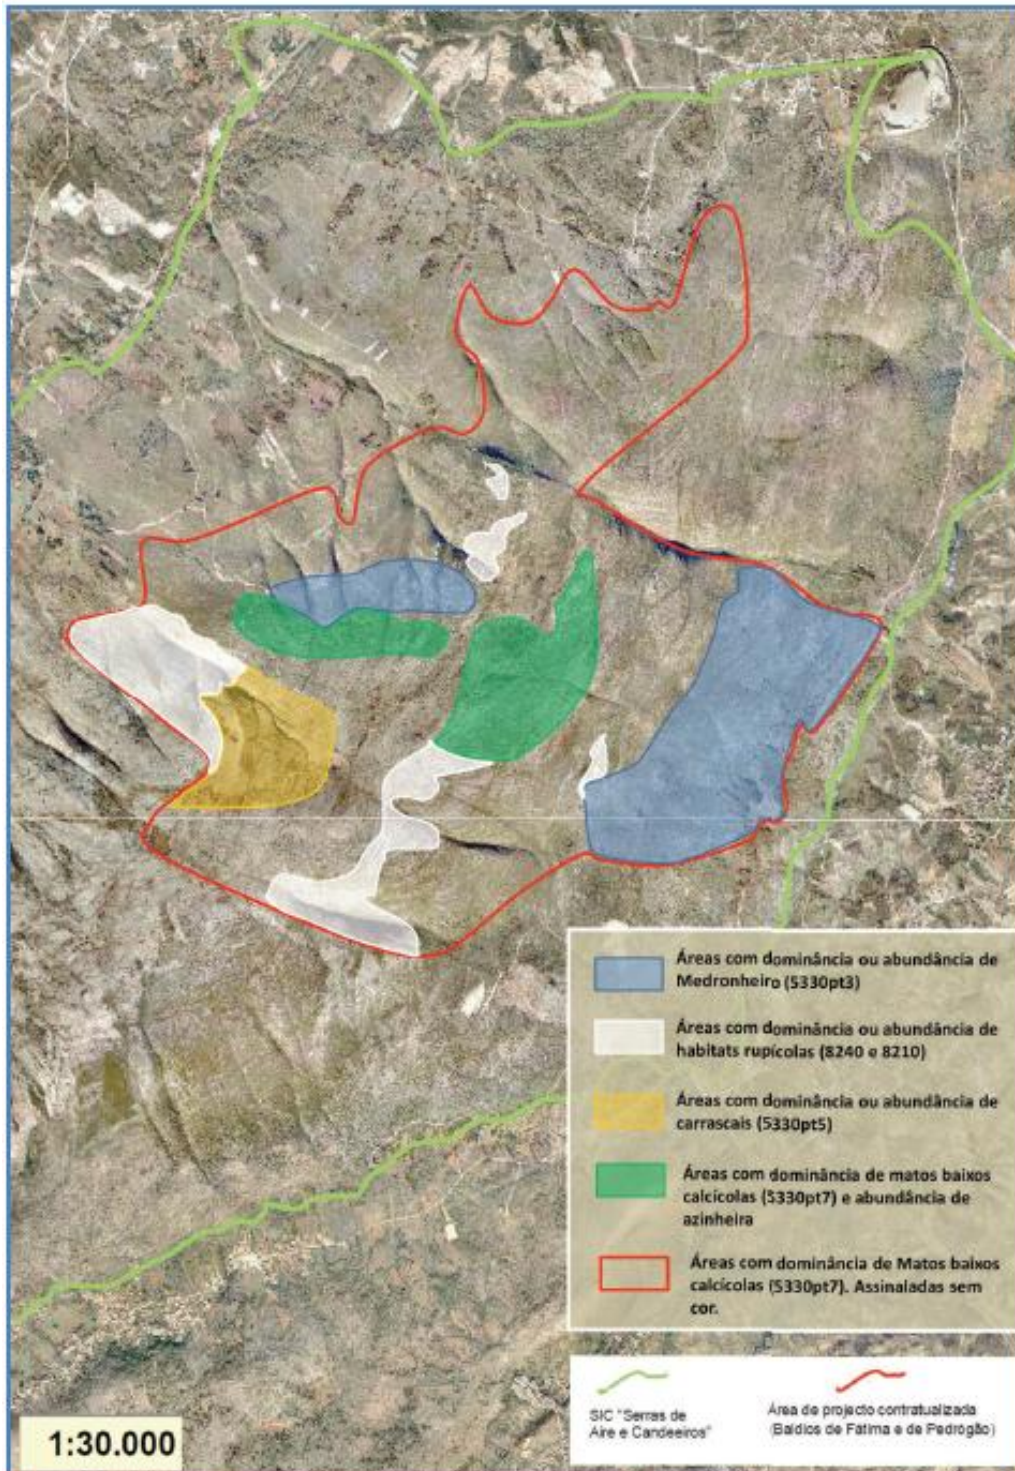 Áreas com dominância ou abundância de
Medronheiro (5330pt3)
Áreas com dominância ou abundância de
habitats rupícolas (8240 e 8210)
Áreas com dominância ou abundância de
carrascais (5330pt5)
Áreas com dominância de matos baixos
calcícolas (5330pt7) e abundância de
azinheira
Áreas com dominância de Matos baixos
calcícolas (5330pt7). Assinaladas sem
cor.
SIC "Serras de
Aire e Candeeiros"
Área de projecto contratualizada
(Baldios de Fátima e de Pedrogão)
1:30.000